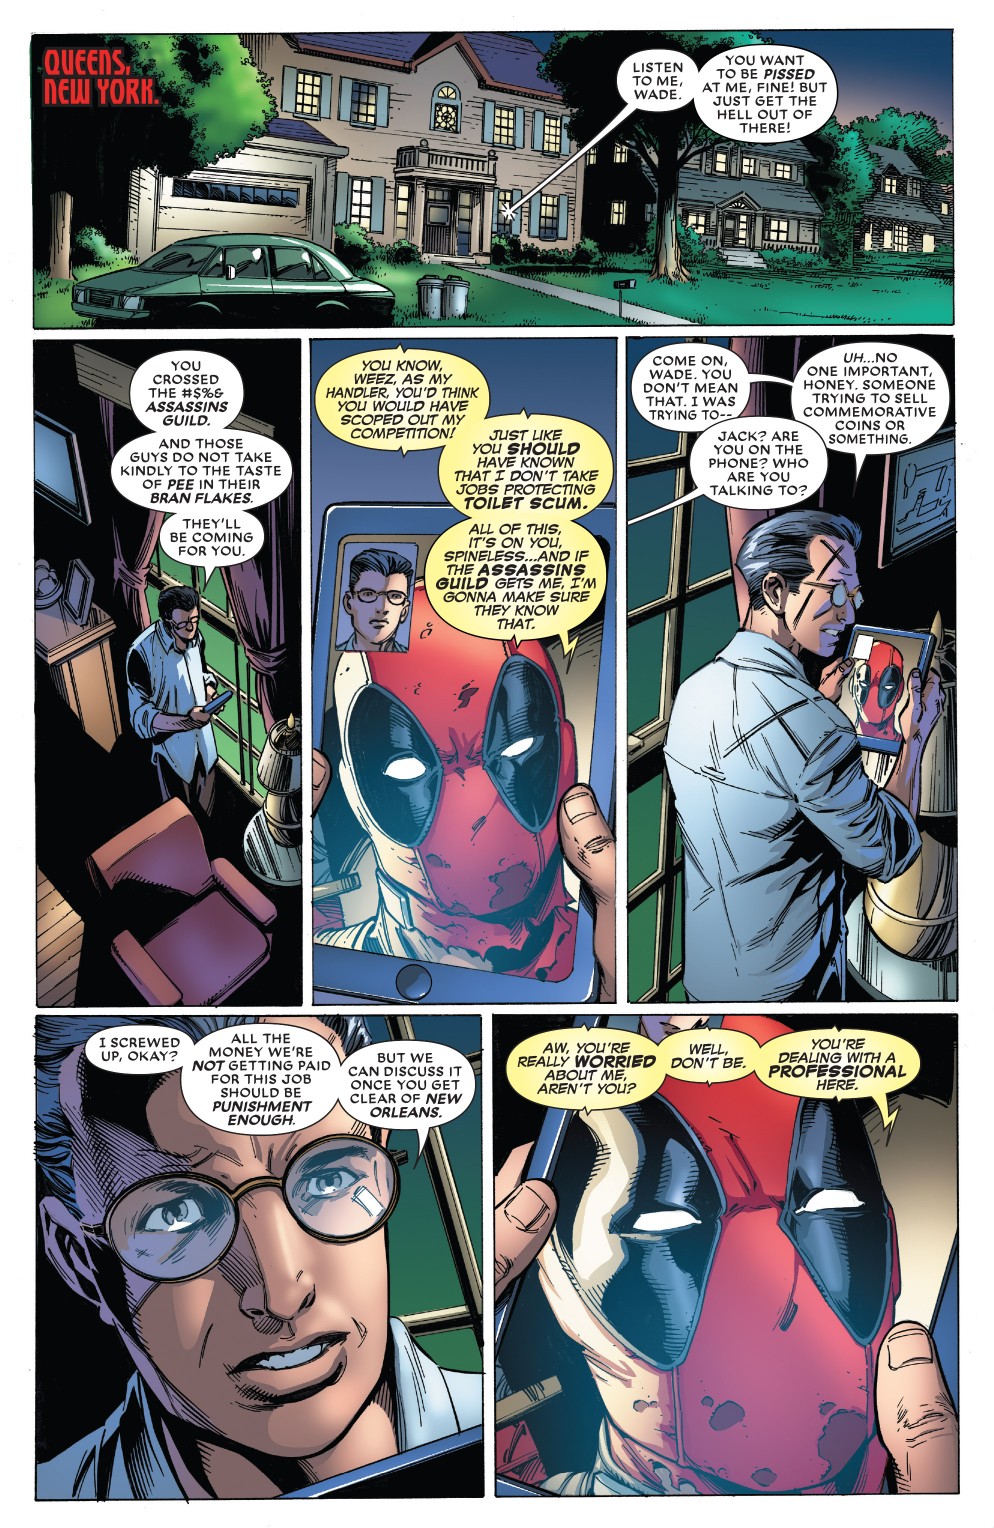 QUEENS,
NEW YORK.
LISTEN
TO ME,
WADE.
YOU WANT
TO BE PISSED
AT ME, FINE! BUT
JUST GET THE
HELL OUT OF
THERE!
YOU
CROSSED
THE #$%&
ASSASSINS
GUILD.
AND THOSE
GUYS DO NOT TAKE
KINDLY TO THE TASTE
OF PEE IN THEIR
BRAN FLAKES.
THEY'LL
BE COMING
FOR YOU.
YOU KNOW,
WEEZ, AS MY
HANDLER, YOU'D THINK
YOU WOULD HAVE
SCOPED OUT MY
COMPETITION!
JUST LIKE
YOU SHOULD
HAVE KNOWN
THAT I DON'T TAKE
JOBS PROTECTING
TOILET SCUM.
ALL OF THIS,
IT'S ON YOU,
SPINELESS...AND IF
THE ASSASSINS
GUILD GETS ME, I'M
GONNA MAKE SURE
THEY KNOW
THAT.
COME ON,
WADE. YOU
DON'T MEAN
THAT. I WAS
TRYING TO--
JACK? ARE
YOU ON THE
PHONE? WHO
ARE YOU
TALKING TO?
UH...NO
ONE IMPORTANT,
HONEY. SOMEONE
TRYING TO SELL
COMMEMORATIVE
COINS OR
SOMETHING.
I SCREWED
UP, OKAY?
ALL THE
MONEY WE'RE
NOT GETTING PAID
FOR THIS JOB
SHOULD BE
PUNISHMENT
ENOUGH.
BUT WE
CAN DISCUSS IT
ONCE YOU GET
CLEAR OF NEW
ORLEANS.
AW, YOU'RE
REALLY WORRIED
ABOUT ME,
AREN'T YOU?
WELL,
DON'T BE.
YOU'RE
DEALING WITH A
PROFESSIONAL
HERE.